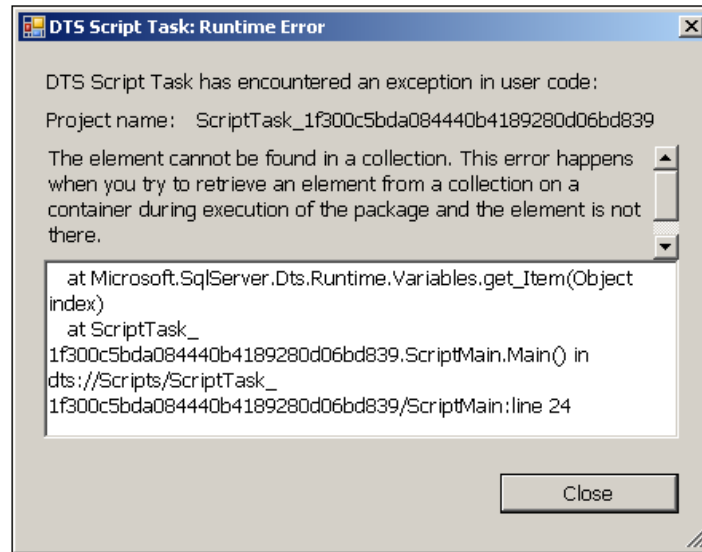 DTS Script Task: Runtime Error
DTS Script Task has encountered an exception in user code:
Project name: ScriptTask_1f300c5bda084440b4189280d06bd839
The element cannot be found in a collection. This error happens
when you try to retrieve an element from a collection on a
container during execution of the package and the element is not
there.
at Microsoft.SqlServer.Dts.Runtime.Variables.get_Item(Object
index)
at ScriptTask_
1f300c5bda084440b4189280d06bd839.ScriptMain.Main() in
dts://Scripts/ScriptTask_
1f300c5bda084440b4189280d06bd839/ScriptMain:line 24
Close